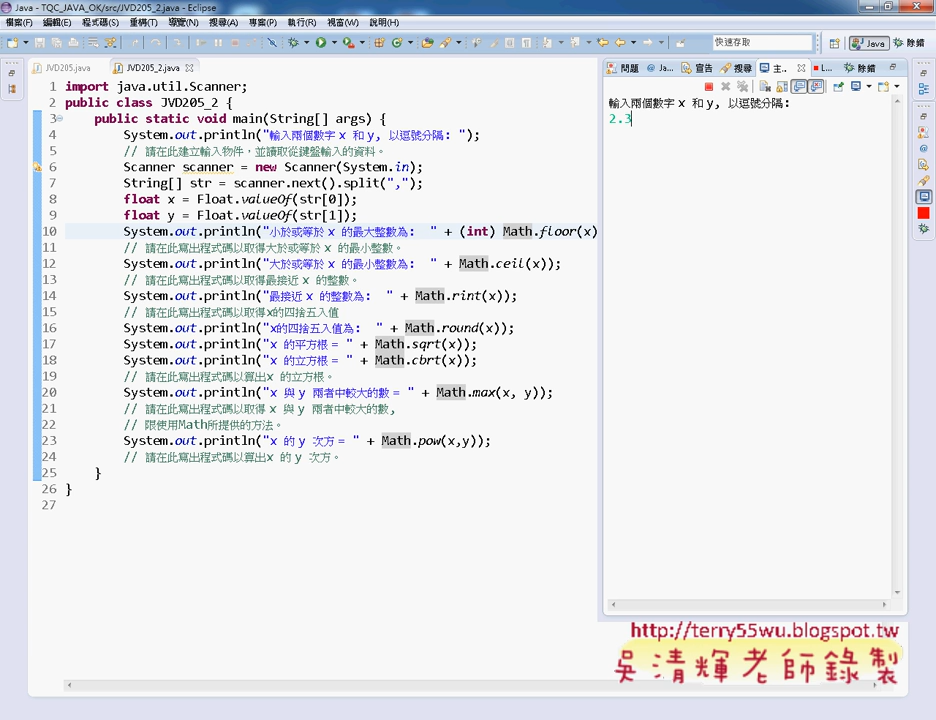 Java - TQC_JAVA_OK/src/JVD205_2.java - Eclipse
檔案(F) 編輯(E) 程式碼(S) 重構(T) 導覽(N) 搜尋(A) 專案(P) 執行(R) 視窗(W) 說明(H)
快速存取 Java 除錯
JVD205.java JVD205_2.java
1 import java.util.Scanner;
2 public class JVD205_2 {
3 public static void main(String[] args) {
4 System.out.println("輸入兩個數字 x 和 y, 以逗號分隔: ");
5 // 請在此建立輸入物件，並讀取從鍵盤輸入的資料。
6 Scanner scanner = new Scanner(System.in);
7 String[] str = scanner.next().split(",");
8 float x = Float.valueOf(str[0]);
9 float y = Float.valueOf(str[1]);
10 System.out.println("小於或等於 x 的最大整數為:  " + (int) Math.floor(x)
11 // 請在此寫出程式碼以取得大於或等於 x 的最小整數。
12 System.out.println("大於或等於 x 的最小整數為:  " + Math.ceil(x));
13 // 請在此寫出程式碼以取得最接近 x 的整數。
14 System.out.println("最接近 x 的整數為:  " + Math.rint(x));
15 // 請在此寫出程式碼以取得x的四捨五入值
16 System.out.println("x的四捨五入值為:  " + Math.round(x));
17 System.out.println("x 的平方根 = " + Math.sqrt(x));
18 System.out.println("x 的立方根 = " + Math.cbrt(x));
19 // 請在此寫出程式碼以算出x 的立方根。
20 System.out.println("x 與 y 兩者中較大的數 = " + Math.max(x, y));
21 // 請在此寫出程式碼以取得 x 與 y 兩者中較大的數,
22 // 限使用Math所提供的方法。
23 System.out.println("x 的 y 次方 = " + Math.pow(x,y));
24 // 請在此寫出程式碼以算出x 的 y 次方。
25 }
26 }
27
問題 @ Ja... 宣告 搜尋 主.. L... 除錯
輸入兩個數字 x 和 y, 以逗號分隔:
2.3
http://terry55wu.blogspot.tw
吳清輝老師錄製